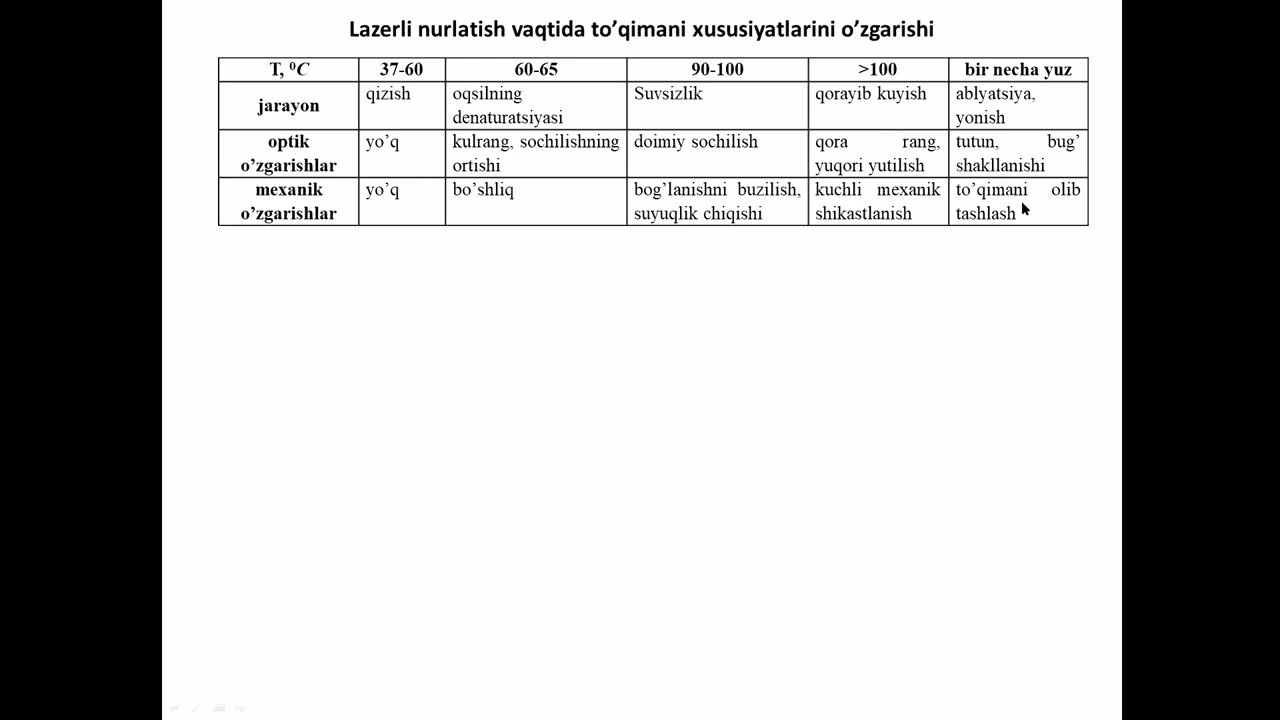 Lazerli nurlatish vaqtida to’qimani xususiyatlarini o’zgarishi
T, ⁰C 37-60 60-65 90-100 >100 bir necha yuz
jarayon qizish oqsilning denaturatsiyasi Suvsizlik qorayib kuyish ablyatsiya, yonish
optik o’zgarishlar yo’q kulrang, sochilishning ortishi doimiy sochilish qora rang, yuqori yutilish tutun, bug’ shakllanishi
mexanik o’zgarishlar yo’q bo’shliq bog’lanishni buzilish, suyuqlik chiqishi kuchli mexanik shikastlanish to’qimani olib tashlash